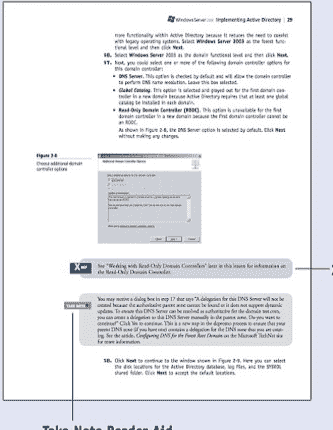 Windows Server Implementing Active Directory | 29
more functionality within Active Directory because it removes the need to coexist
with legacy operating systems. Select Windows Server 2003 as the forest func-
tional level and then click Next.
16. Select Windows Server 2003 as the domain functional level and then click Next.
17. Next, you could select one or more of the following domain controller options for
this domain controller:
• DNS Server. This option is checked by default and will allow the domain controller
to perform DNS name resolution. Leave this box selected.
• Global Catalog. This option is selected and grayed out for the first domain con-
troller in a new domain because Active Directory requires that at least one global
catalog be installed in each domain.
• Read-Only Domain Controller (RODC). This option is unavailable for the first
domain controller in a new domain because the first domain controller cannot be
an RODC.
As shown in Figure 2-8, the DNS Server option is selected by default. Click Next
without making any changes.
Figure 2-8
Choose additional domain
controller options
X REF
See "Working with Read-Only Domain Controllers" later in this lesson for information on
the Read-Only Domain Controller.
TAKE NOTE
You may receive a dialog box in step 17 that says "A delegation for this DNS Server will not be
created because the authoritative parent zone cannot be found or it does not support dynamic
updates. To ensure this DNS Server can be resolved as authoritative for the domain
you can create a delegation to this DNS Server manually in the parent zone. Do you want to
continue?" Click Yes to continue. This is a new step in the dcpromo process to ensure that your
parent DNS zone (if you have one) contains a delegation for the DNS zone that you are creat-
ing. See the article, Configuring DNS for the Forest Root Domain on the Microsoft TechNet site
for more information.
18. Click Next to continue to the window shown in Figure 2-9. Here you can select
the disk locations for the Active Directory database, log files, and the SYSVOL
shared folder. Click Next to accept the default locations.
Take Note Reader Aid